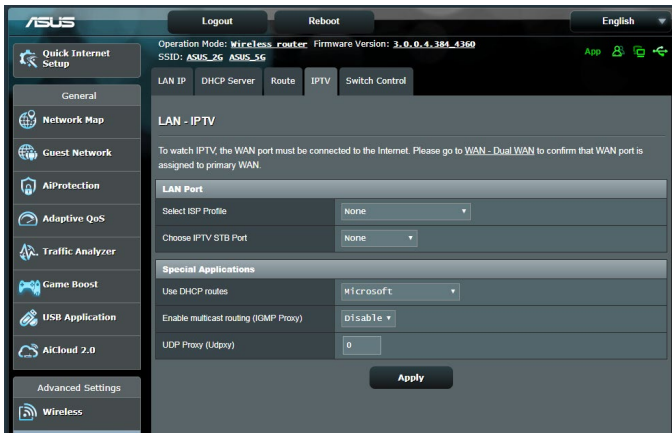 ASUS
Logout
Reboot
English
Quick Internet
Setup
Operation Mode: Wireless router Firmware Version: 3.0.0.4.384_4360
SSID: ASUS_2G ASUS_5G
App
General
Network Map
Guest Network
AiProtection
Adaptive QoS
Traffic Analyzer
Game Boost
USB Application
AiCloud 2.0
Advanced Settings
Wireless
LAN IP DHCP Server Route IPTV Switch Control
LAN - IPTV
To watch IPTV, the WAN port must be connected to the Internet. Please go to WAN - Dual WAN to confirm that WAN port is
assigned to primary WAN.
LAN Port
Select ISP Profile None
Choose IPTV STB Port None
Special Applications
Use DHCP routes Microsoft
Enable multicast routing (IGMP Proxy) Disable
UDP Proxy (Udpxy) 0
Apply